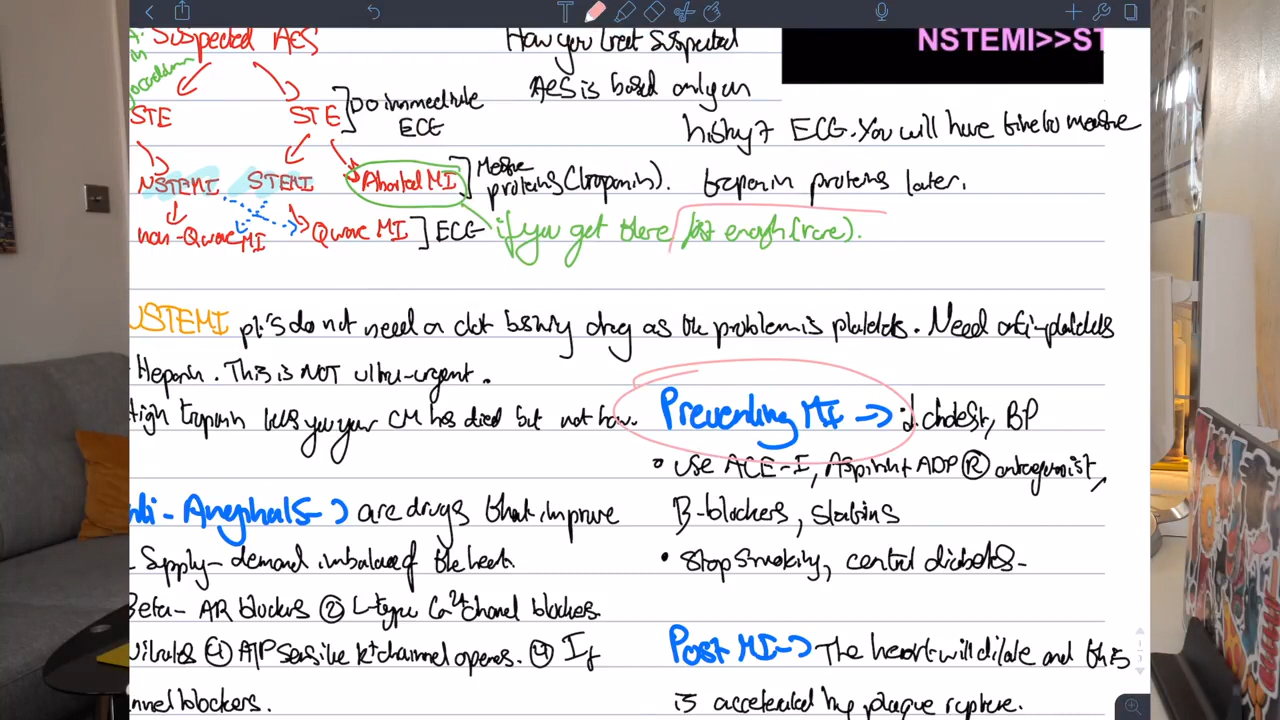 Suspected ACS
How you treat suspected
NSTEMI>>ST
ACS is based only on
STE
STE ] Do immediate
ECG
history + ECG. You will have time to measure
troponin proteins later.
NSTEMI STEMI Aborted MI ] Measure
proteins (troponin).
non-Q wave MI Q wave MI ] ECG if you get there fast enough (rare).
NSTEMI pt's do not need a clot busting drug as the problem is platelets. Need anti-platelets
Heparin. This is NOT ultra-urgent.
High troponin tells you your CM has died but not how.
Anti-Anginals -> are drugs that improve
Supply-demand imbalance of the heart.
Beta-AR blockers ② L-type Ca²⁺ channel blockers
Nitrates ④ ATP sensitive K⁺ channel openers. ④ If
channel blockers.
Preventing MI -> ↓ cholest, BP
• Use ACE-I, Aspirin + ADP Ⓡ antagonist,
B-blockers, statins
• Stop smoking, control diabetes-
Post MI -> The heart will dilate and this
is accelerated by plaque rupture.